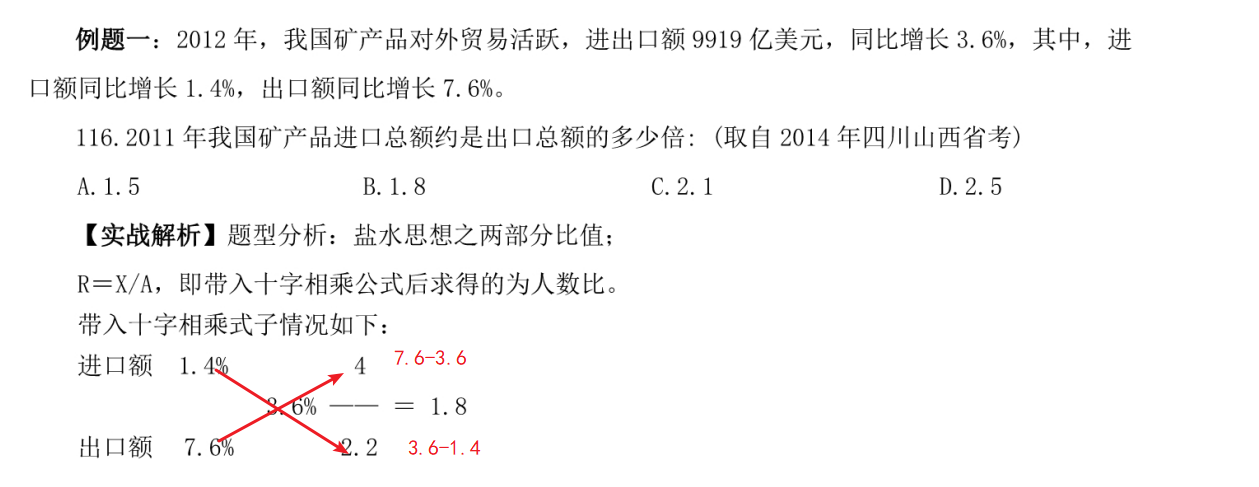 例题一：2012 年，我国矿产品对外贸易活跃，进出口额 9919 亿美元，同比增长 3.6%，其中，进
口额同比增长 1.4%，出口额同比增长 7.6%。
116.2011 年我国矿产品进口总额约是出口总额的多少倍：(取自 2014 年四川山西省考)
A.1.5 B.1.8 C.2.1 D.2.5
【实战解析】题型分析：盐水思想之两部分比值；
R＝X/A，即带入十字相乘公式后求得的为人数比。
带入十字相乘式子情况如下：
进口额 1.4% 4 7.6-3.6
3.6% —— ＝ 1.8
出口额 7.6% 2.2 3.6-1.4